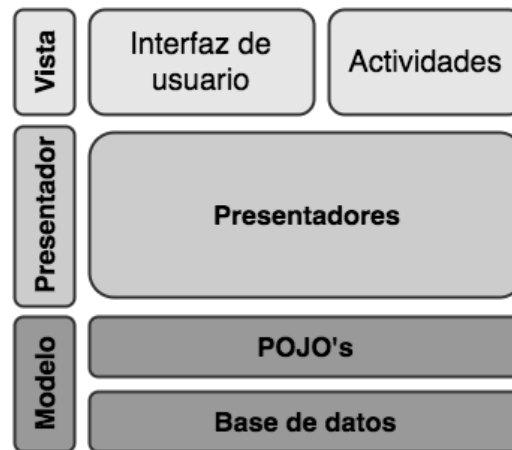 Vista
Interfaz de
usuario
Actividades
Presentador
Presentadores
Modelo
POJO's
Base de datos